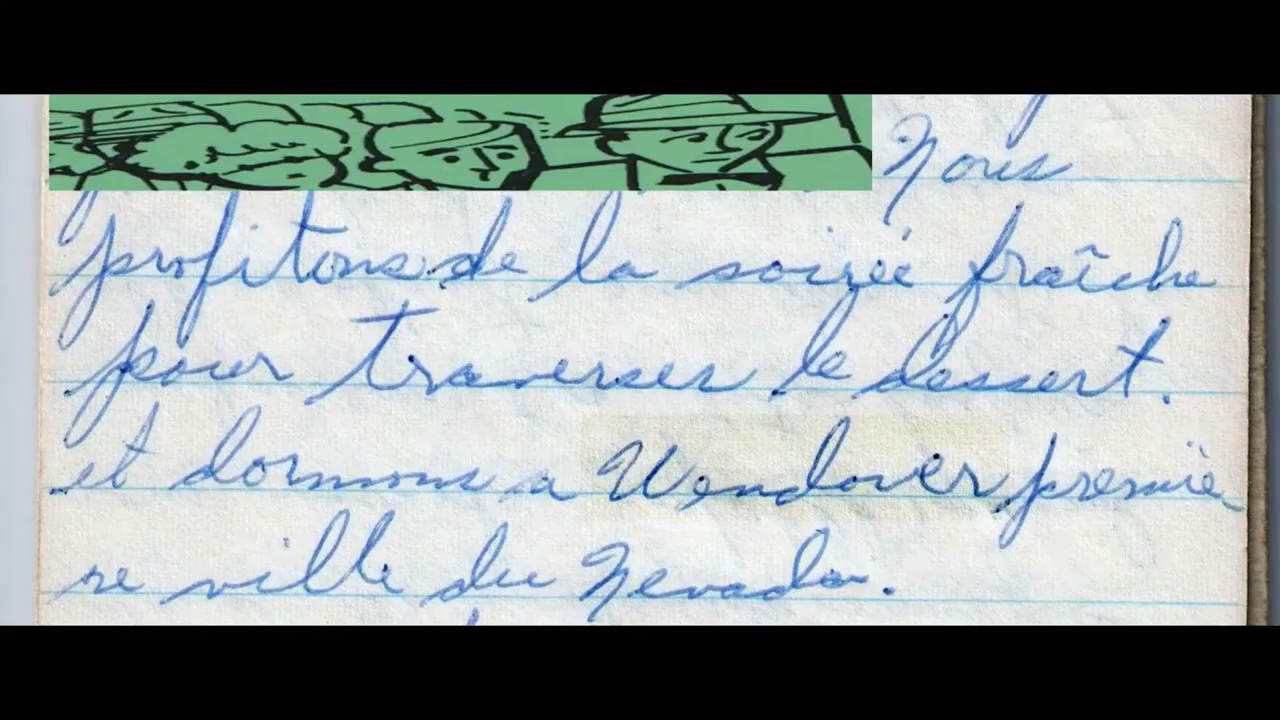 Nous
profitons de la soirée fraîche
pour traverser le dessert.
et dormons a Wendover premiè
re ville du Nevada.